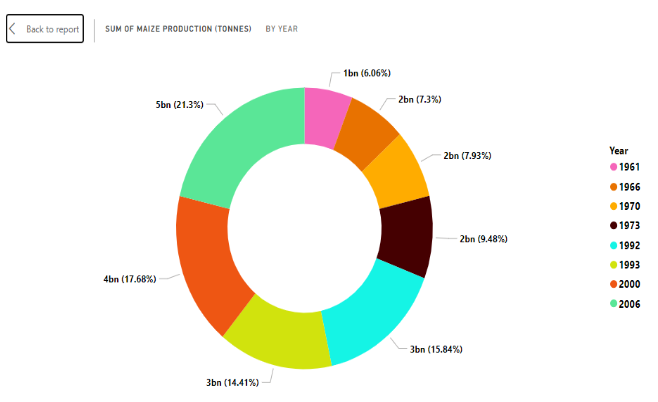 Back to report
SUM OF MAIZE PRODUCTION (TONNES) BY YEAR
1bn (6.06%)
2bn (7.3%)
2bn (7.93%)
2bn (9.48%)
3bn (15.84%)
3bn (14.41%)
4bn (17.68%)
5bn (21.3%)
Year
1961
1966
1970
1973
1992
1993
2000
2006